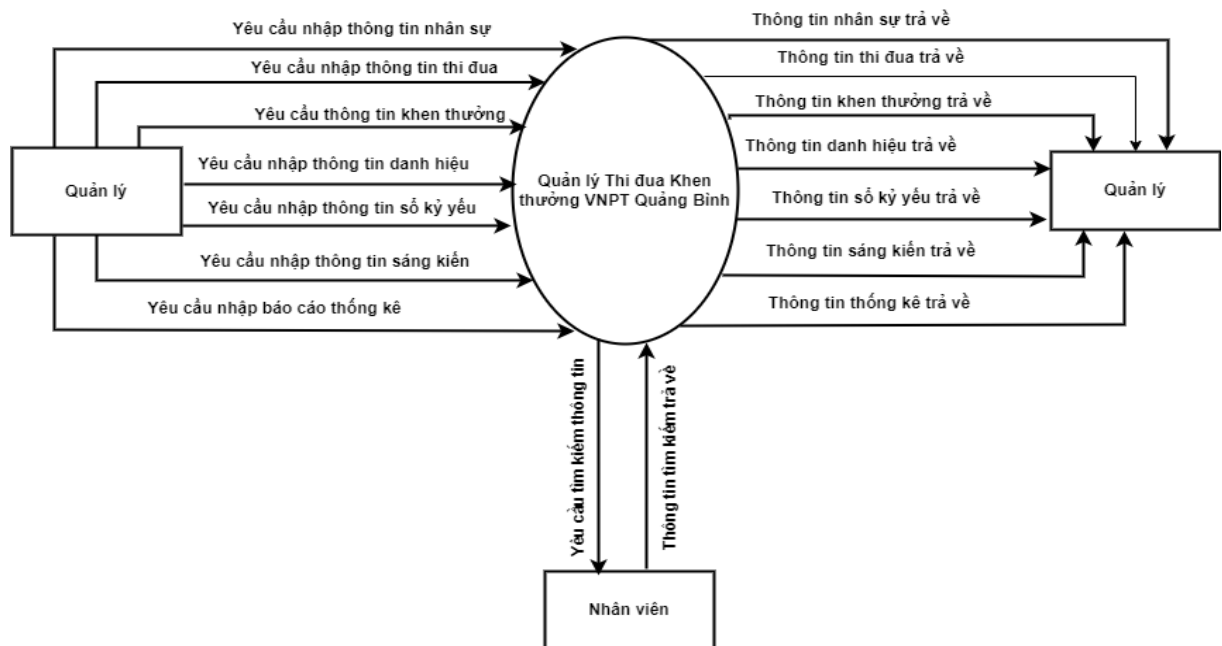 Yêu cầu nhập thông tin nhân sự
Yêu cầu nhập thông tin thi đua
Yêu cầu thông tin khen thưởng
Yêu cầu nhập thông tin danh hiệu
Yêu cầu nhập thông tin số kỷ yếu
Yêu cầu nhập thông tin sáng kiến
Yêu cầu nhập báo cáo thống kê
Quản lý
Quản lý Thi đua Khen
thưởng VNPT Quảng Bình
Thông tin nhân sự trả về
Thông tin thi đua trả về
Thông tin khen thưởng trả về
Thông tin danh hiệu trả về
Thông tin số kỷ yếu trả về
Thông tin sáng kiến trả về
Thông tin thống kê trả về
Quản lý
Yêu cầu tìm kiếm thông tin
Thông tin tìm kiếm trả về
Nhân viên